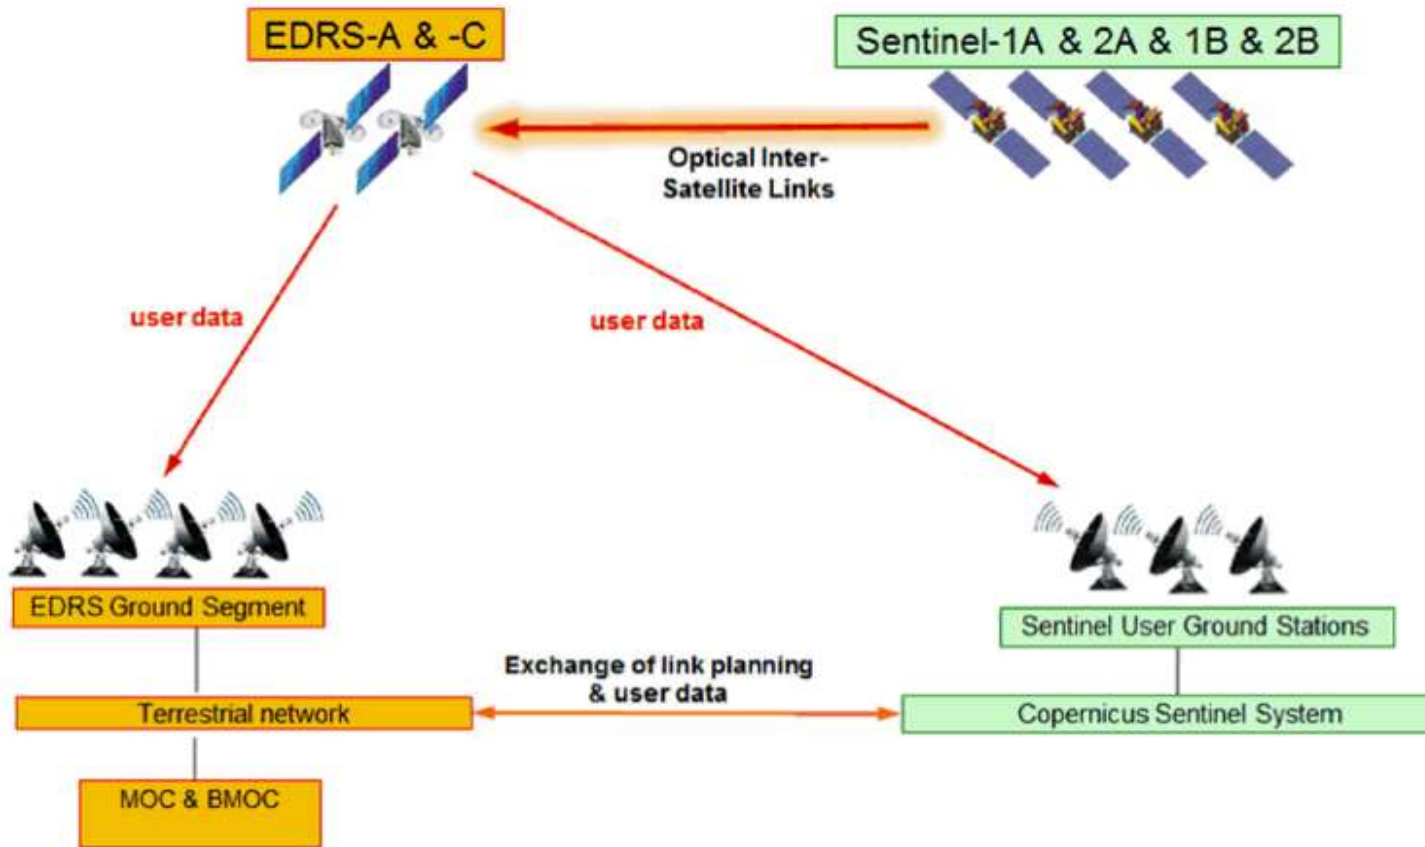 EDRS-A & -C
Sentinel-1A & 2A & 1B & 2B
Optical Inter-
Satellite Links
user data
user data
EDRS Ground Segment
Sentinel User Ground Stations
Exchange of link planning
& user data
Terrestrial network
Copernicus Sentinel System
MOC & BMOC